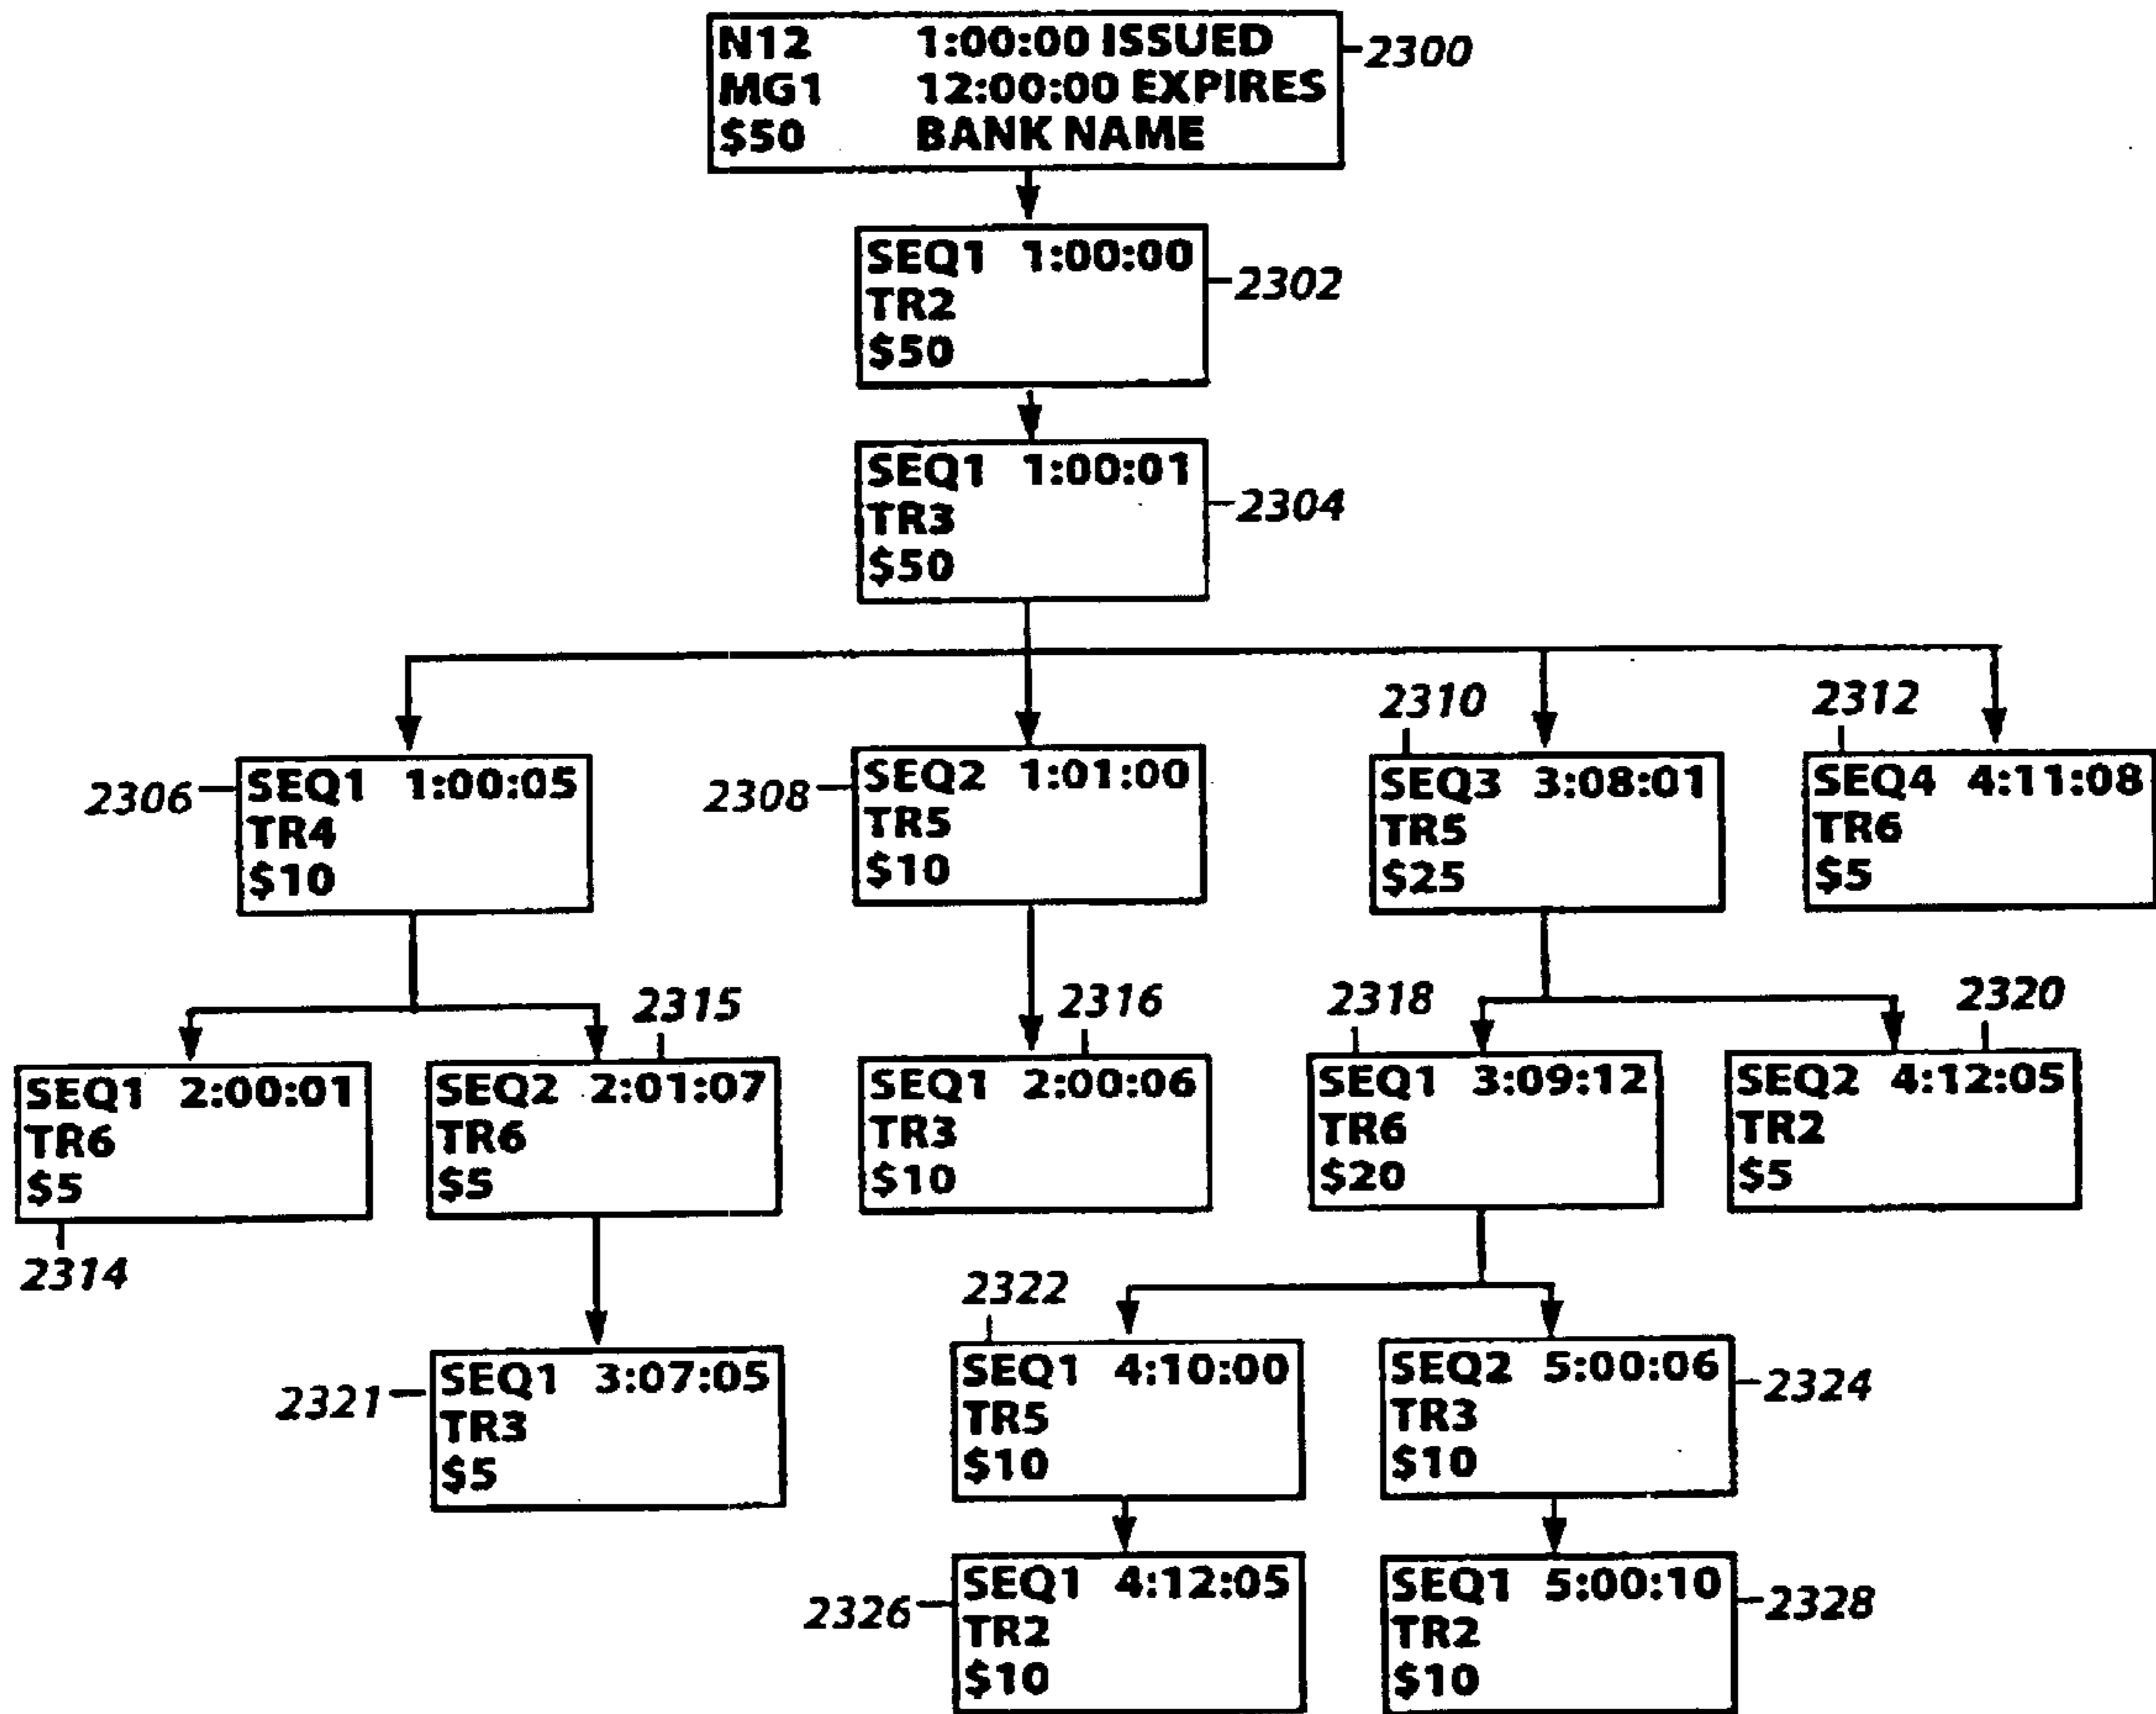 N12 1:00:00 ISSUED
MG1 12:00:00 EXPIRES
$50 BANK NAME
2300
SEQ1 1:00:00
TR2
$50
2302
SEQ1 1:00:01
TR3
$50
2304
2306
SEQ1 1:00:05
TR4
$10
2308
SEQ2 1:01:00
TR5
$10
2310
SEQ3 3:08:01
TR5
$25
2312
SEQ4 4:11:08
TR6
$5
SEQ1 2:00:01
TR6
$5
2314
2315
SEQ2 2:01:07
TR6
$5
2316
SEQ1 2:00:06
TR3
$10
2318
SEQ1 3:09:12
TR6
$20
2320
SEQ2 4:12:05
TR2
$5
2321
SEQ1 3:07:05
TR3
$5
2322
SEQ1 4:10:00
TR5
$10
SEQ2 5:00:06
TR3
$10
2324
2326
SEQ1 4:12:05
TR2
$10
SEQ1 5:00:10
TR2
$10
2328